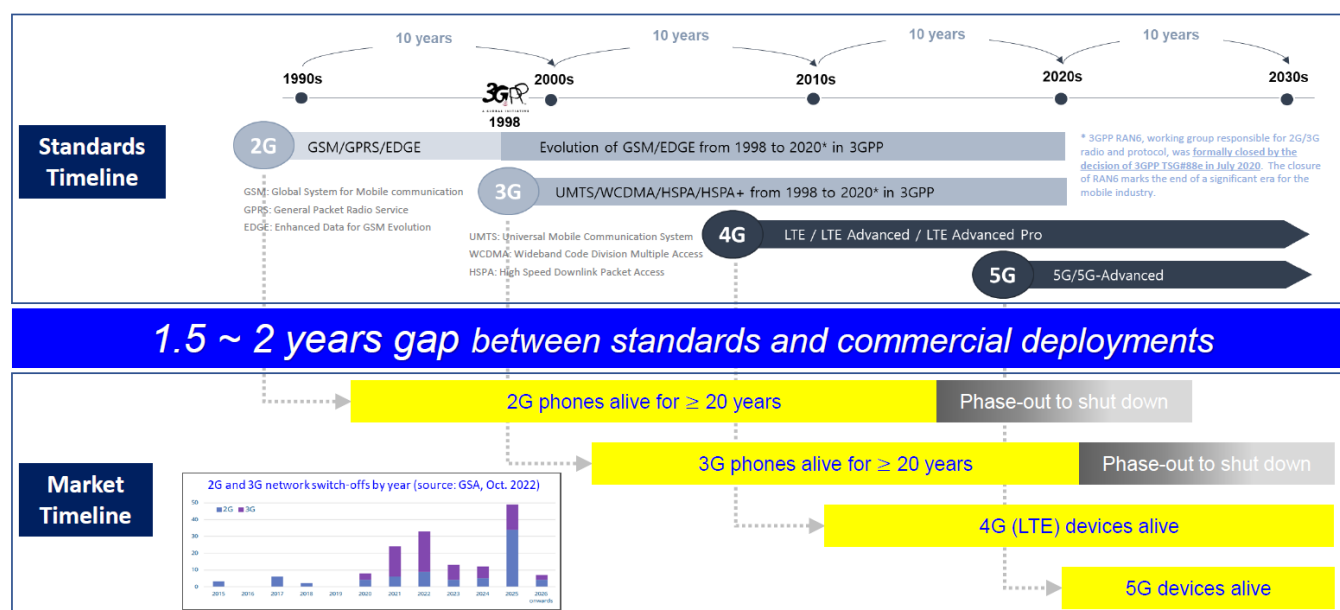 10 years
10 years
10 years
10 years
1990s
2000s
2010s
2020s
2030s
3GPP
A GLOBAL INITIATIVE
1998
Standards
Timeline
2G
GSM/GPRS/EDGE
Evolution of GSM/EDGE from 1998 to 2020* in 3GPP
* 3GPP RAN6, working group responsible for 2G/3G
radio and protocol, was formally closed by the
decision of 3GPP TSG#88e in July 2020. The closure
of RAN6 marks the end of a significant era for the
mobile industry.
3G
UMTS/WCDMA/HSPA/HSPA+ from 1998 to 2020* in 3GPP
GSM: Global System for Mobile communication
GPRS: General Packet Radio Service
EDGE: Enhanced Data for GSM Evolution
UMTS: Universal Mobile Communication System
WCDMA: Wideband Code Division Multiple Access
HSPA: High Speed Downlink Packet Access
4G
LTE / LTE Advanced / LTE Advanced Pro
5G
5G/5G-Advanced
1.5 ~ 2 years gap between standards and commercial deployments
Market
Timeline
2G phones alive for ≥ 20 years
Phase-out to shut down
3G phones alive for ≥ 20 years
Phase-out to shut down
4G (LTE) devices alive
5G devices alive
2G and 3G network switch-offs by year (source: GSA, Oct. 2022)
2G 3G
50
40
30
20
10
0
2015 2016 2017 2018 2019 2020 2021 2022 2023 2024 2025 2026
onwards